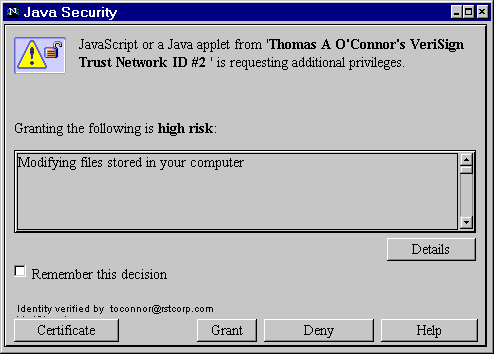 Java Security
JavaScript or a Java applet from 'Thomas A O'Connor's VeriSign
Trust Network ID #2 ' is requesting additional privileges.
Granting the following is high risk:
Modifying files stored in your computer
Details
Remember this decision
Identity verified by toconnor@rstcorp.com
Certificate Grant Deny Help